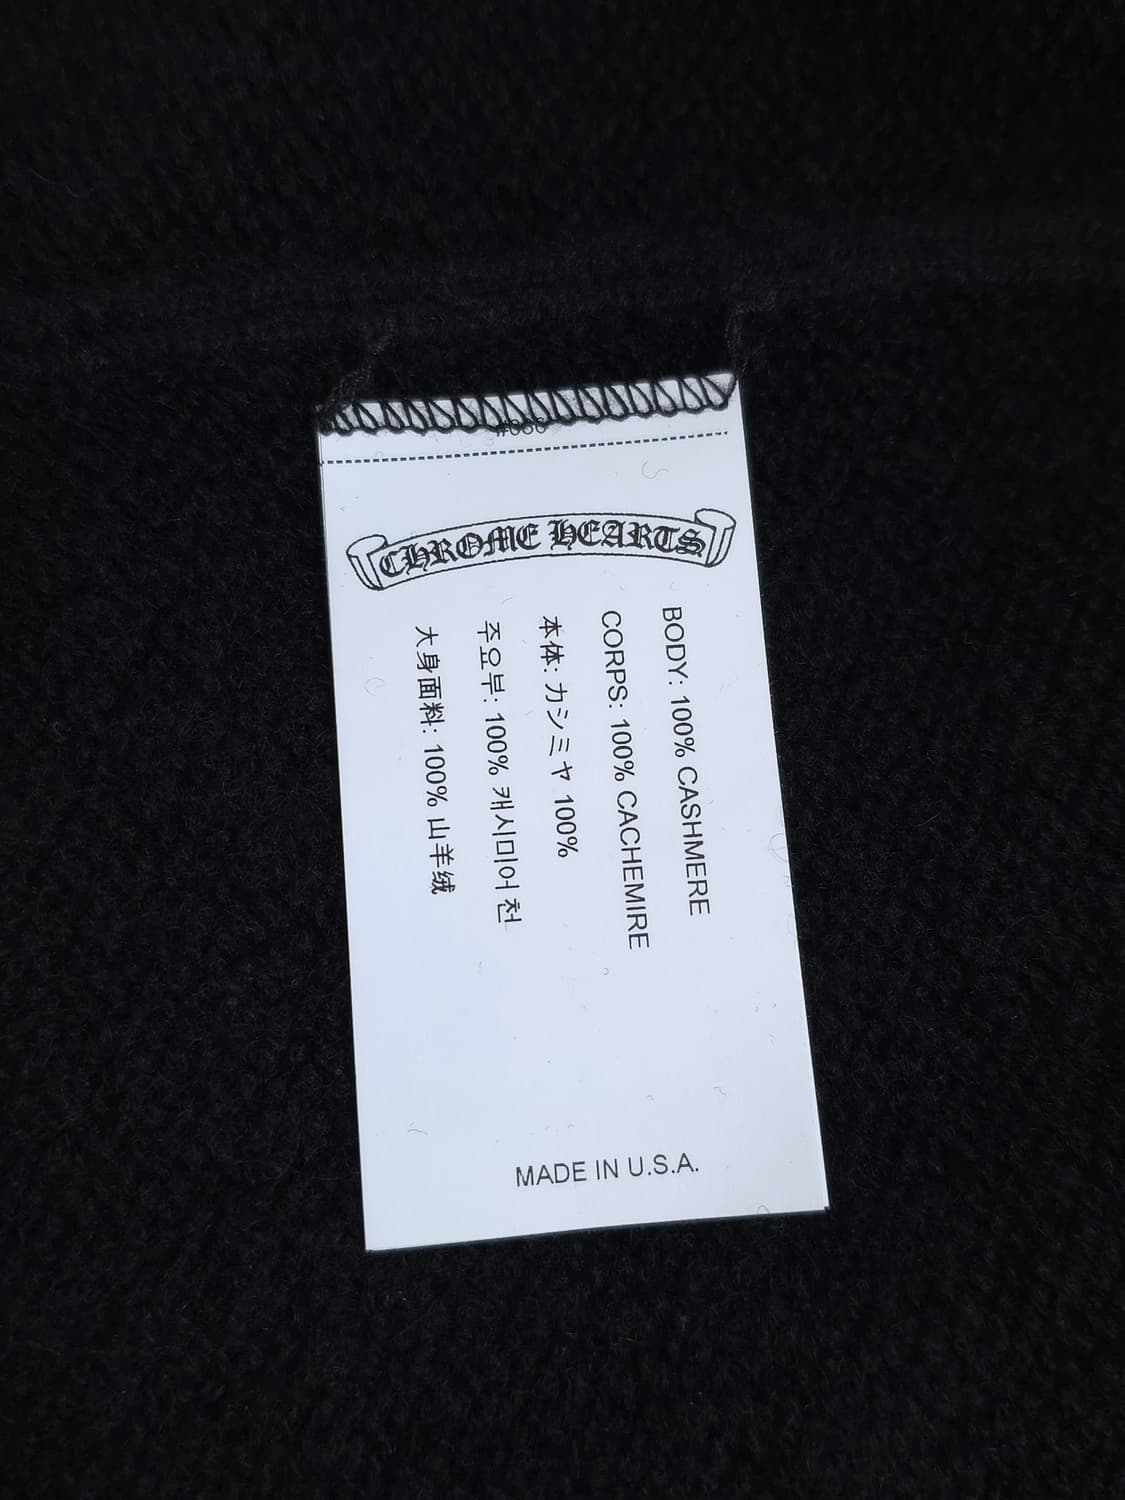 CHROME HEARTS
BODY: 100% CASHMERE
CORPS: 100% CACHEMIRE
本体: カシミヤ 100%
주요부: 100% 캐시미어 천
大身面料: 100% 山羊绒
MADE IN U.S.A.